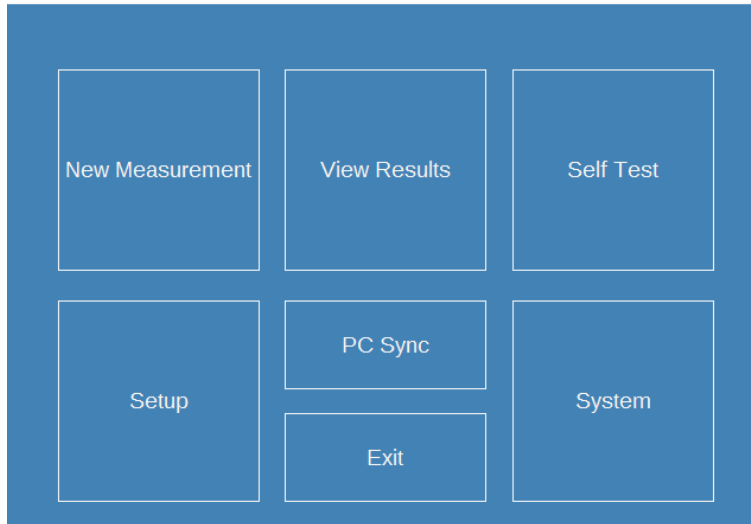 New Measurement
View Results
Self Test
Setup
PC Sync
Exit
System